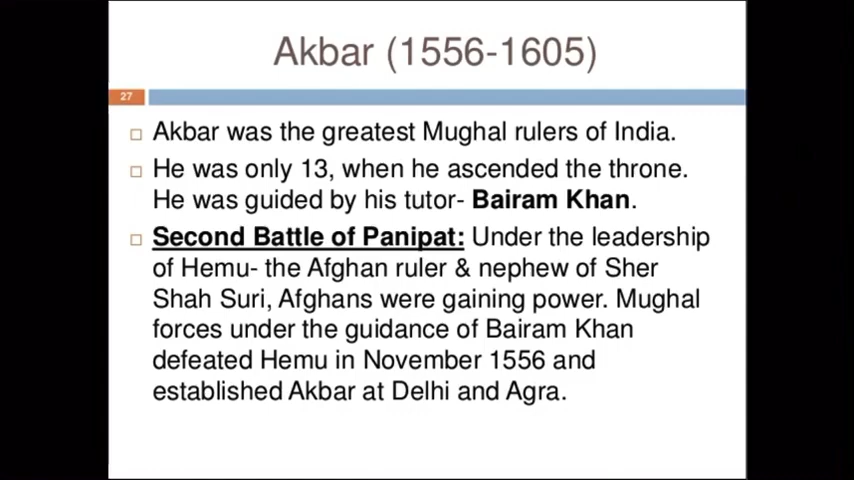 Akbar (1556-1605)
27
Akbar was the greatest Mughal rulers of India.
He was only 13, when he ascended the throne.
He was guided by his tutor- Bairam Khan.
Second Battle of Panipat: Under the leadership
of Hemu- the Afghan ruler & nephew of Sher
Shah Suri, Afghans were gaining power. Mughal
forces under the guidance of Bairam Khan
defeated Hemu in November 1556 and
established Akbar at Delhi and Agra.